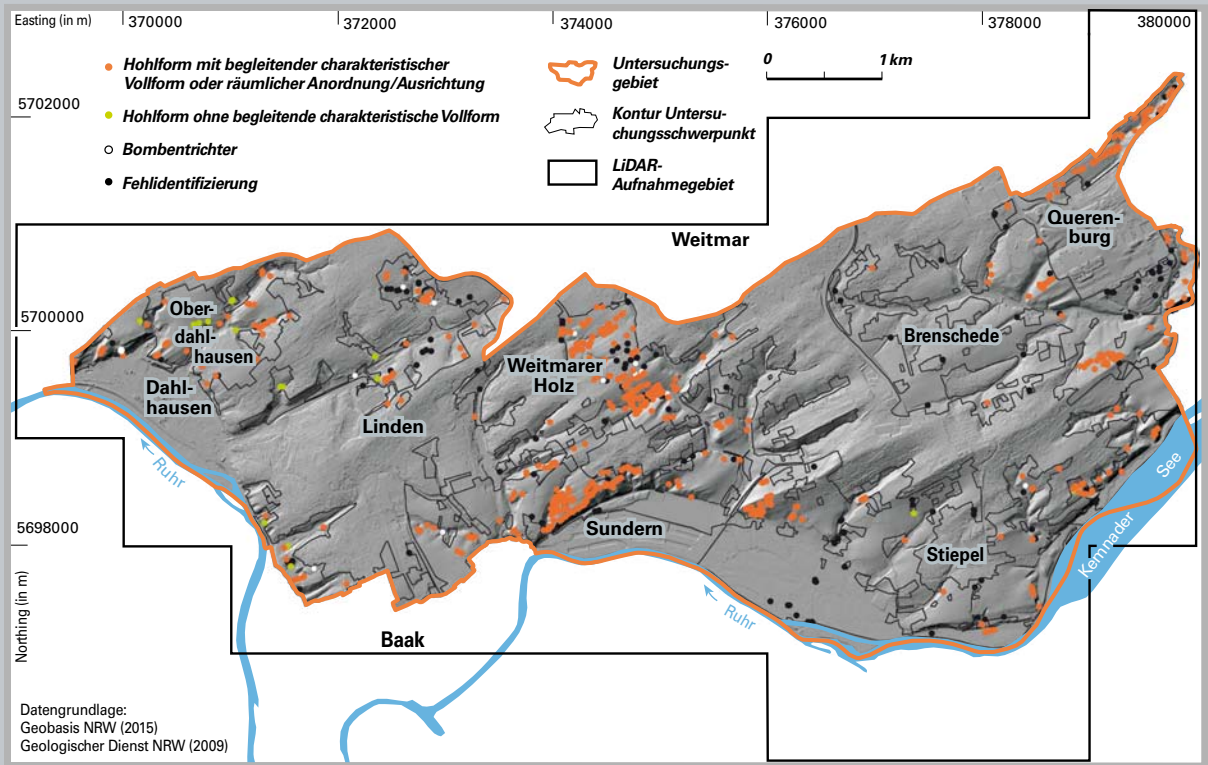 Easting (in m)
370000
372000
374000
376000
378000
380000
Hohlform mit begleitender charakteristischer
Vollform oder räumlicher Anordnung/Ausrichtung
Hohlform ohne begleitende charakteristische Vollform
Bombentrichter
Fehlidentifizierung
Untersuchungs-
gebiet
Kontur Untersu-
chungsschwerpunkt
LiDAR-
Aufnahmegebiet
0
1 km
5702000
5700000
5698000
Northing (in m)
Weitmar
Queren-
burg
Ober-
dahl-
hausen
Dahl-
hausen
Linden
Weitmarer
Holz
Brenschede
Sundern
Stiepel
Baak
← Ruhr
← Ruhr
Kemnader See
Datengrundlage:
Geobasis NRW (2015)
Geologischer Dienst NRW (2009)